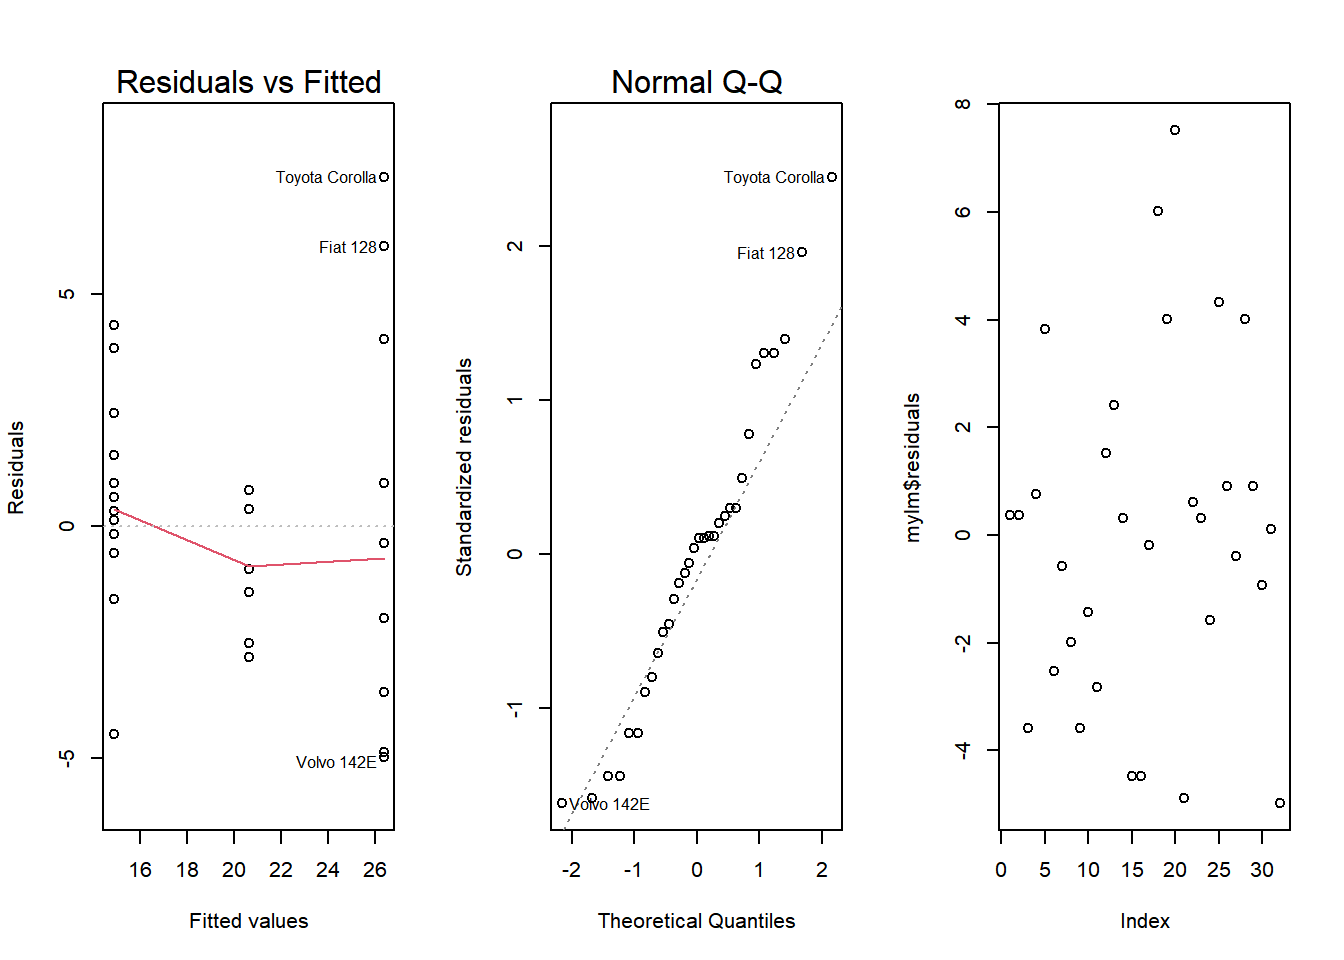 Residuals vs Fitted
Toyota Corolla
Fiat 128
Volvo 142E
5
0
-5
Residuals
16 18 20 22 24 26
Fitted values
Normal Q-Q
Toyota Corolla
Fiat 128
Volvo 142E
2
1
0
-1
Standardized residuals
-2 -1 0 1 2
Theoretical Quantiles
8
6
4
2
0
-2
-4
mylm$residuals
0 5 10 15 20 25 30
Index